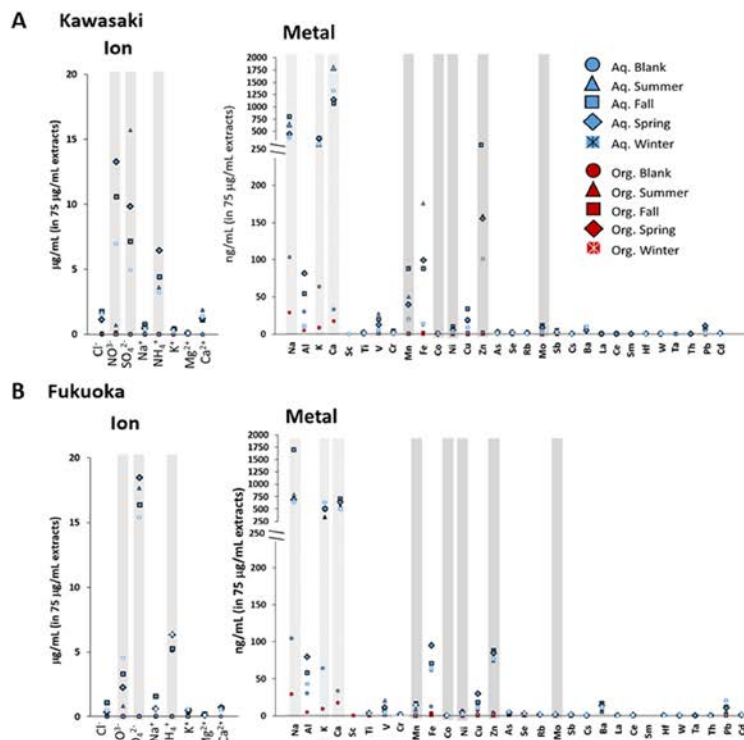 A Kawasaki
Ion
Metal
μg/mL (in 75 μg/mL extracts)
20
15
10
5
0
Cl⁻ NO³⁻ SO₄²⁻ Na⁺ NH₄⁺ K⁺ Mg²⁺ Ca²⁺
ng/mL (in 75 μg/mL extracts)
2000
1750
1500
1250
1000
750
500
250
200
150
100
50
0
Na Al K Ca Sc Ti V Cr Mn Fe Co Ni Cu Zn As Se Rb Mo Sb Cs Ba La Ce Sm Hf W Ta Th Pb Cd
Aq. Blank
Aq. Summer
Aq. Fall
Aq. Spring
Aq. Winter
Org. Blank
Org. Summer
Org. Fall
Org. Spring
Org. Winter
B Fukuoka
Ion
Metal
μg/mL (in 75 μg/mL extracts)
20
15
10
5
0
Cl⁻ O³⁻ O₄²⁻ Na⁺ H₄⁺ K⁺ Mg²⁺ Ca²⁺
ng/mL (in 75 μg/mL extracts)
2000
1750
1500
1250
1000
750
500
250
250
200
150
100
50
0
Na Al K Ca Sc Ti V Cr Mn Fe Co Ni Cu Zn As Se Rb Mo Sb Cs Ba La Ce Sm Hf W Ta Th Pb Cd